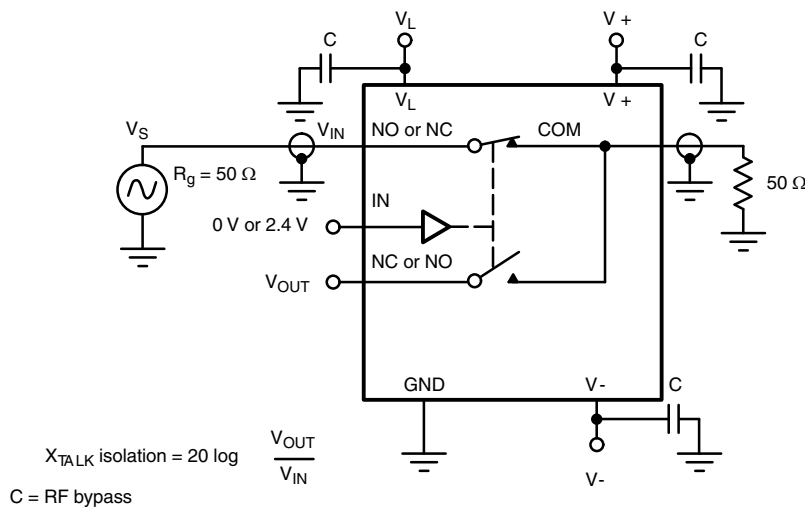 V_L
V+
C
C
V_L
V+
V_S
V_IN
NO or NC
COM
R_g = 50 Ω
50 Ω
IN
0 V or 2.4 V
NC or NO
V_OUT
GND
V-
C
V-
X_TALK isolation = 20 log V_OUT / V_IN
C = RF bypass